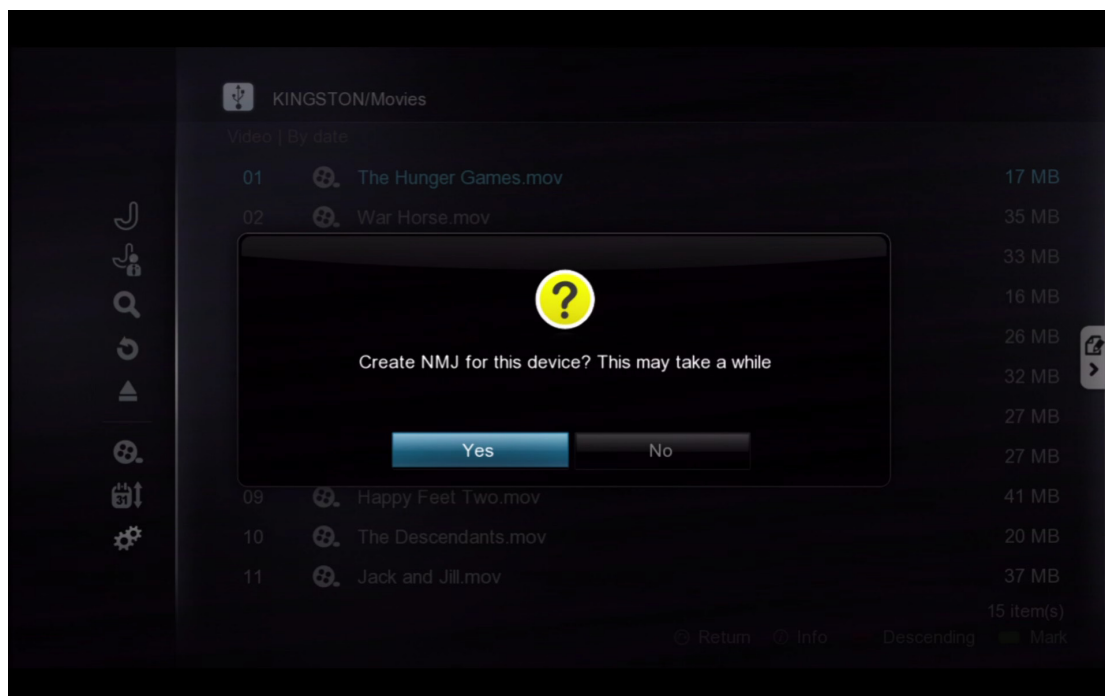 KINGSTON/Movies
Video | By date
01 The Hunger Games.mov 17 MB
02 War Horse.mov 35 MB
33 MB
16 MB
26 MB
Create NMJ for this device? This may take a while
32 MB
27 MB
Yes No
27 MB
09 Happy Feet Two.mov 41 MB
10 The Descendants.mov 20 MB
11 Jack and Jill.mov 37 MB
15 item(s)
Return Info Descending Mark
31